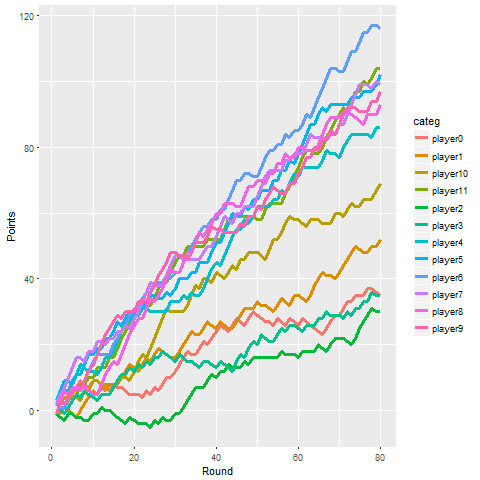 120
80
40
0
Points
0
20
40
60
80
Round
categ
player0
player1
player10
player11
player2
player3
player4
player5
player6
player7
player8
player9